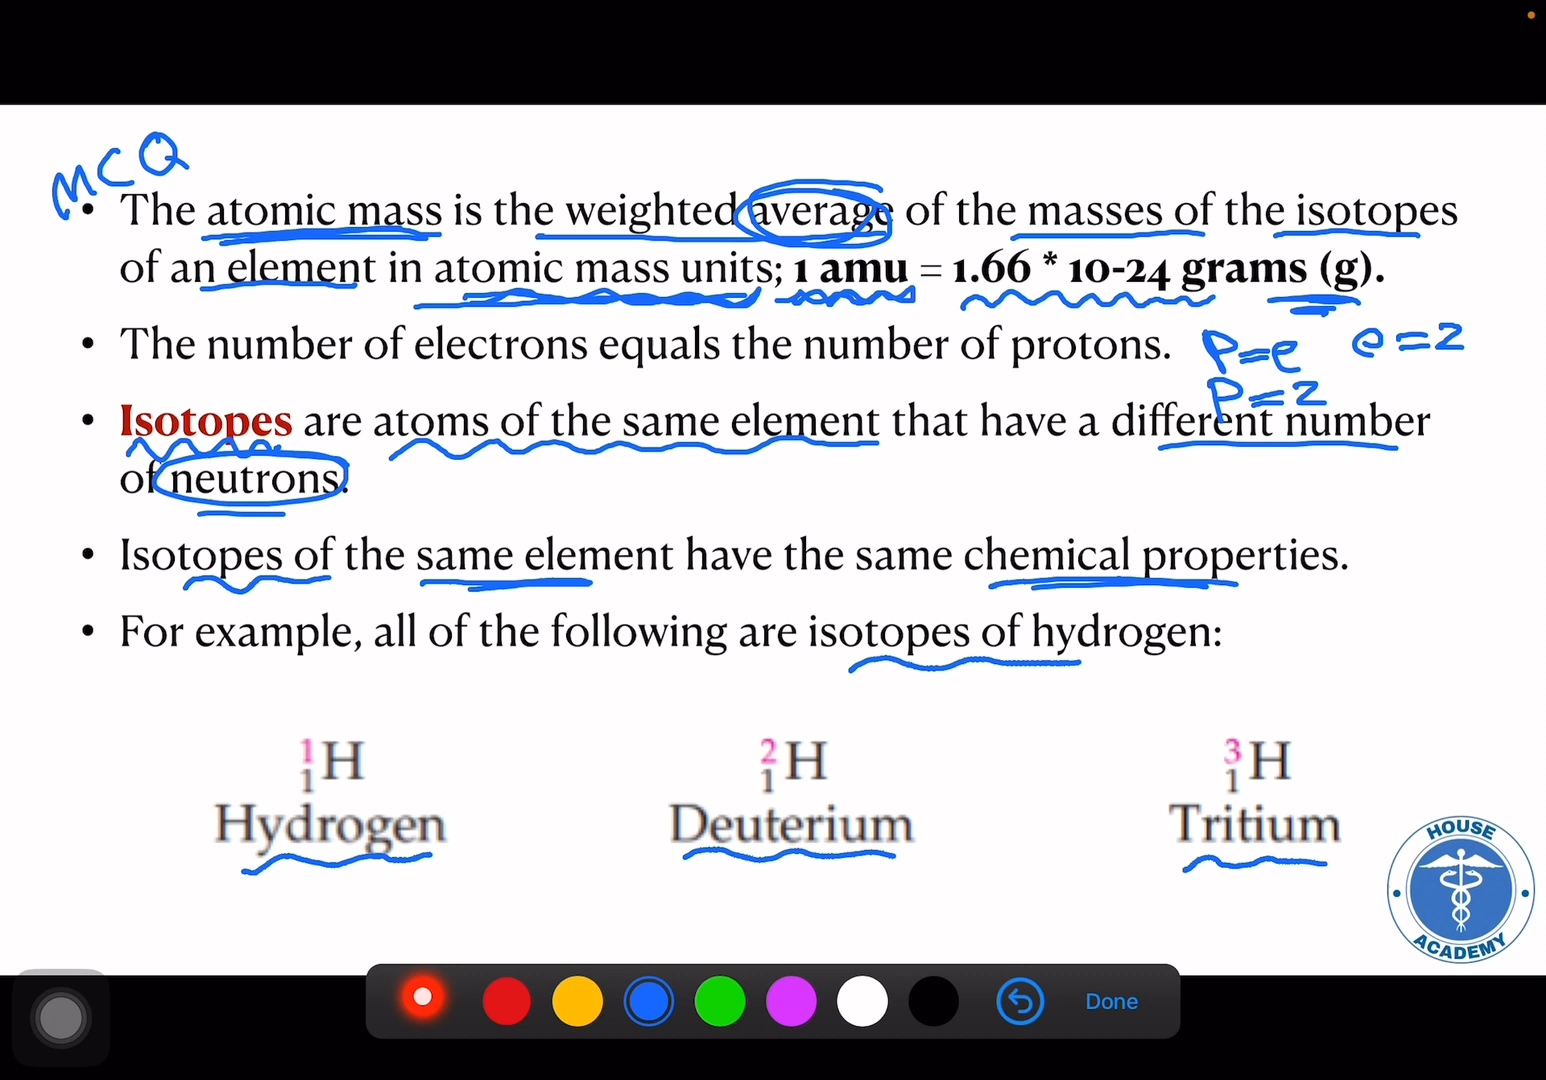 MCQ
• The atomic mass is the weighted average of the masses of the isotopes
of an element in atomic mass units; 1 amu = 1.66 * 10-24 grams (g).
• The number of electrons equals the number of protons. P=e e=2
P=2
• Isotopes are atoms of the same element that have a different number
of neutrons.
• Isotopes of the same element have the same chemical properties.
• For example, all of the following are isotopes of hydrogen:
1 1 H 2 1 H 3 1 H
Hydrogen Deuterium Tritium
HOUSE
ACADEMY
Done